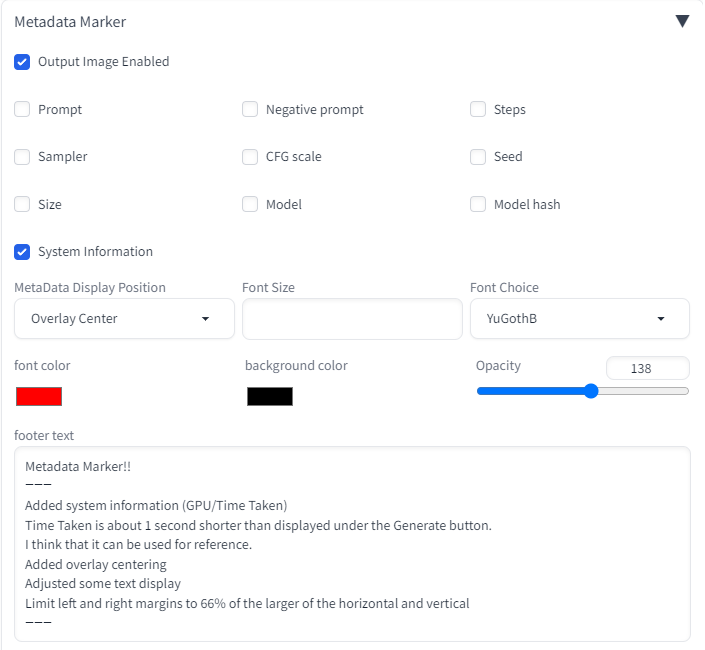 Metadata Marker
Output Image Enabled
Prompt
Negative prompt
Steps
Sampler
CFG scale
Seed
Size
Model
Model hash
System Information
MetaData Display Position
Font Size
Font Choice
Overlay Center
YuGothB
font color
background color
Opacity
138
footer text
Metadata Marker!!
−−−
Added system information (GPU/Time Taken)
Time Taken is about 1 second shorter than displayed under the Generate button.
I think that it can be used for reference.
Added overlay centering
Adjusted some text display
Limit left and right margins to 66% of the larger of the horizontal and vertical
−−−